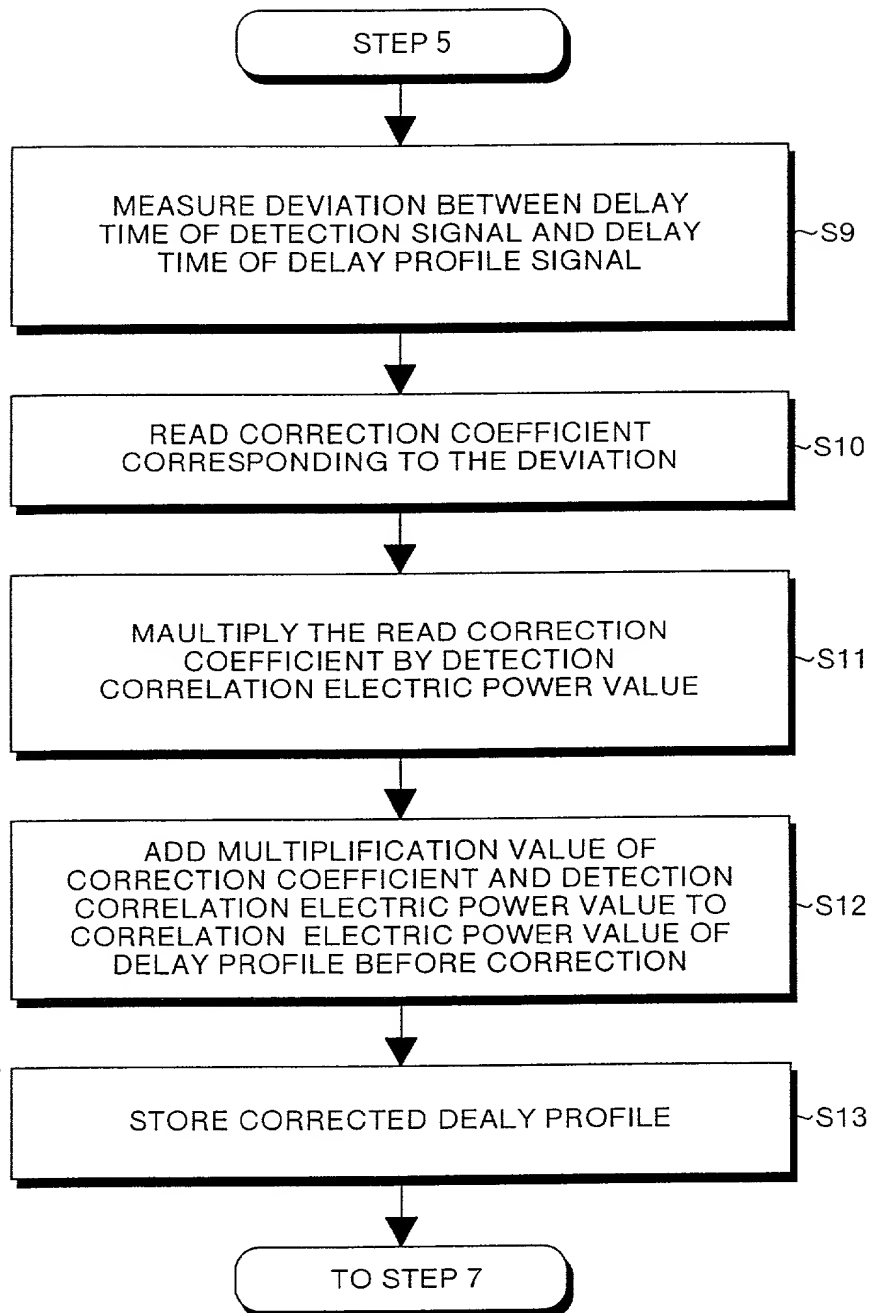 STEP 5
MEASURE DEVIATION BETWEEN DELAY
TIME OF DETECTION SIGNAL AND DELAY
TIME OF DELAY PROFILE SIGNAL
~S9
READ CORRECTION COEFFICIENT
CORRESPONDING TO THE DEVIATION
~S10
MAULTIPLY THE READ CORRECTION
COEFFICIENT BY DETECTION
CORRELATION ELECTRIC POWER VALUE
~S11
ADD MULTIPLIFICATION VALUE OF
CORRECTION COEFFICIENT AND DETECTION
CORRELATION ELECTRIC POWER VALUE TO
CORRELATION ELECTRIC POWER VALUE OF
DELAY PROFILE BEFORE CORRECTION
~S12
STORE CORRECTED DEALY PROFILE
~S13
TO STEP 7